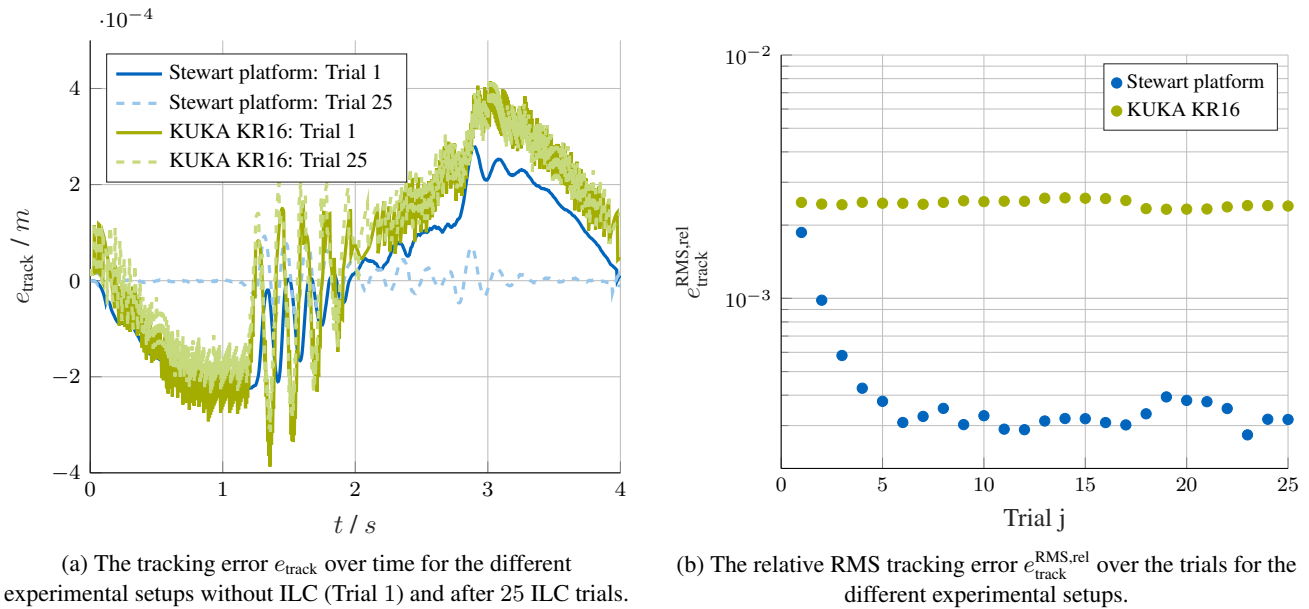 ·10⁻⁴
Stewart platform: Trial 1
Stewart platform: Trial 25
KUKA KR16: Trial 1
KUKA KR16: Trial 25
4
2
0
−2
−4
e_track / m
0 1 2 3 4
t / s
(a) The tracking error e_track over time for the different
experimental setups without ILC (Trial 1) and after 25 ILC trials.
10⁻²
10⁻³
Stewart platform
KUKA KR16
e_track^RMS,rel
0 5 10 15 20 25
Trial j
(b) The relative RMS tracking error e_track^RMS,rel over the trials for the
different experimental setups.